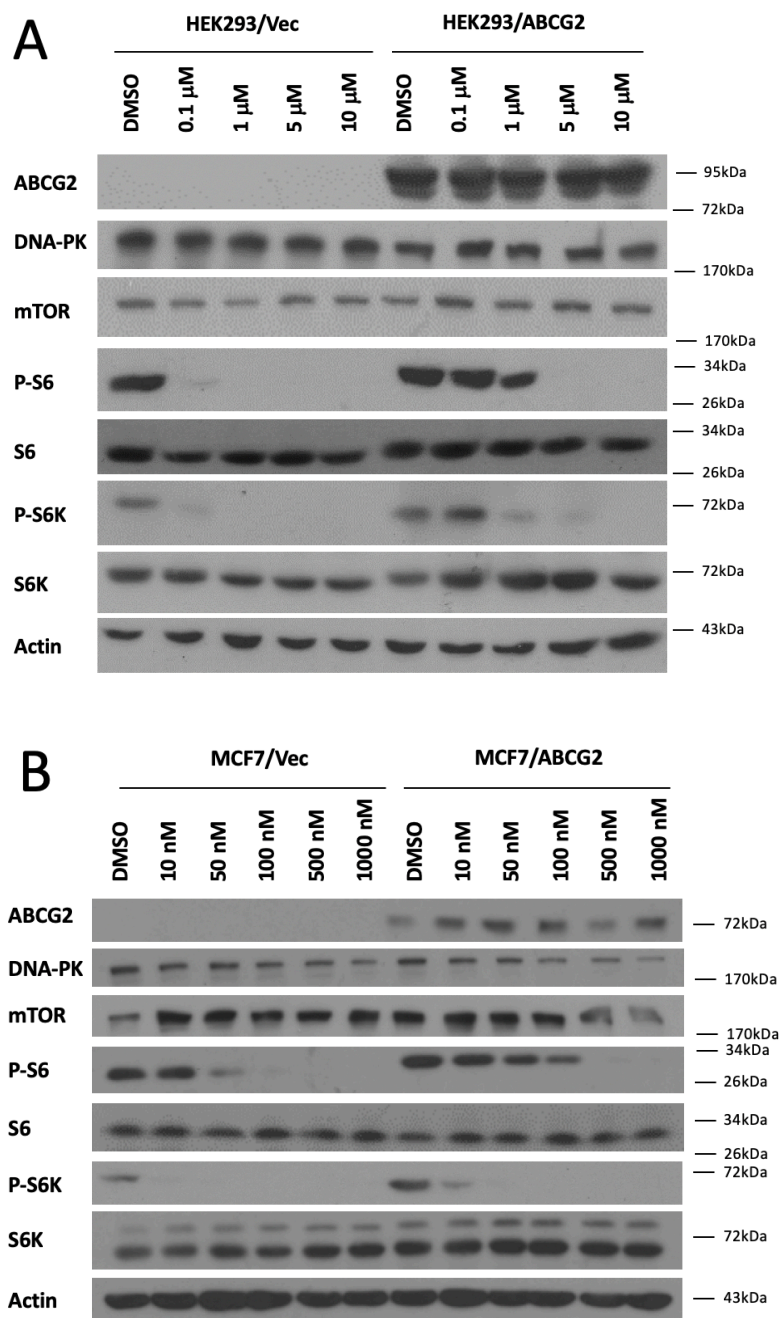 A
HEK293/Vec HEK293/ABCG2
DMSO 0.1 μM 1 μM 5 μM 10 μM DMSO 0.1 μM 1 μM 5 μM 10 μM
ABCG2 95kDa
72kDa
DNA-PK
170kDa
mTOR
170kDa
P-S6 34kDa
26kDa
S6 34kDa
26kDa
P-S6K 72kDa
S6K 72kDa
Actin 43kDa
B
MCF7/Vec MCF7/ABCG2
DMSO 10 nM 50 nM 100 nM 500 nM 1000 nM DMSO 10 nM 50 nM 100 nM 500 nM 1000 nM
ABCG2 72kDa
DNA-PK 170kDa
mTOR
170kDa
34kDa
P-S6 26kDa
S6 34kDa
26kDa
72kDa
P-S6K
S6K 72kDa
Actin 43kDa